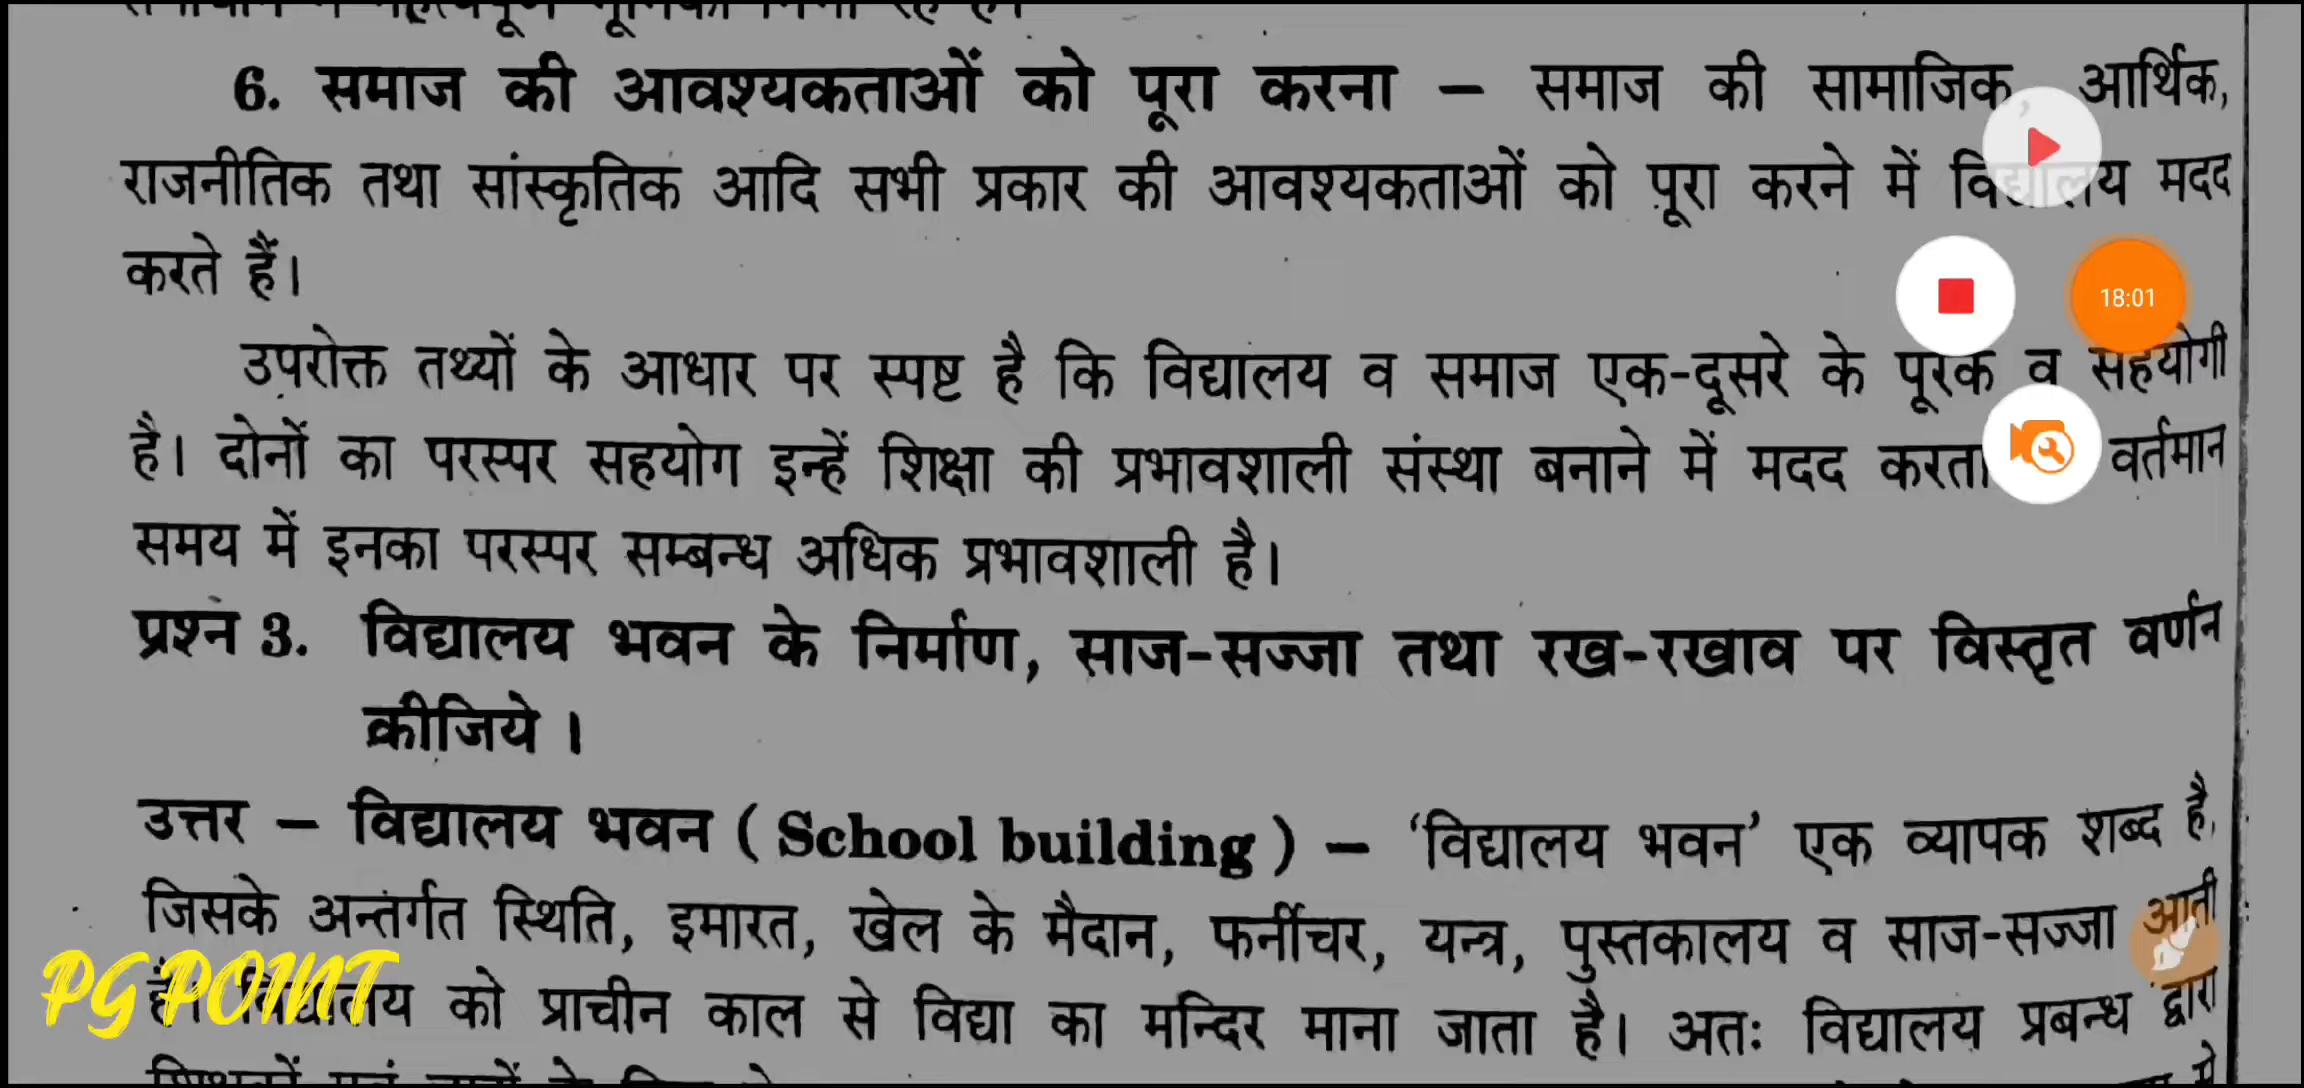 6. समाज की आवश्यकताओं को पूरा करना – समाज की सामाजिक, आर्थिक,
राजनीतिक तथा सांस्कृतिक आदि सभी प्रकार की आवश्यकताओं को पूरा करने में विद्यालय मदद
करते हैं।
18:01
उपरोक्त तथ्यों के आधार पर स्पष्ट है कि विद्यालय व समाज एक-दूसरे के पूरक व सहयोगी
है। दोनों का परस्पर सहयोग इन्हें शिक्षा की प्रभावशाली संस्था बनाने में मदद करता वर्तमान
समय में इनका परस्पर सम्बन्ध अधिक प्रभावशाली है।
प्रश्न 3. विद्यालय भवन के निर्माण, साज-सज्जा तथा रख-रखाव पर विस्तृत वर्णन
कीजिये ।
उत्तर – विद्यालय भवन ( School building ) – ‘विद्यालय भवन’ एक व्यापक शब्द है,
जिसके अन्तर्गत स्थिति, इमारत, खेल के मैदान, फर्नीचर, यन्त्र, पुस्तकालय व साज-सज्जा आती
है। विद्यालय को प्राचीन काल से विद्या का मन्दिर माना जाता है। अतः विद्यालय प्रबन्ध द्वारा
PG POINT